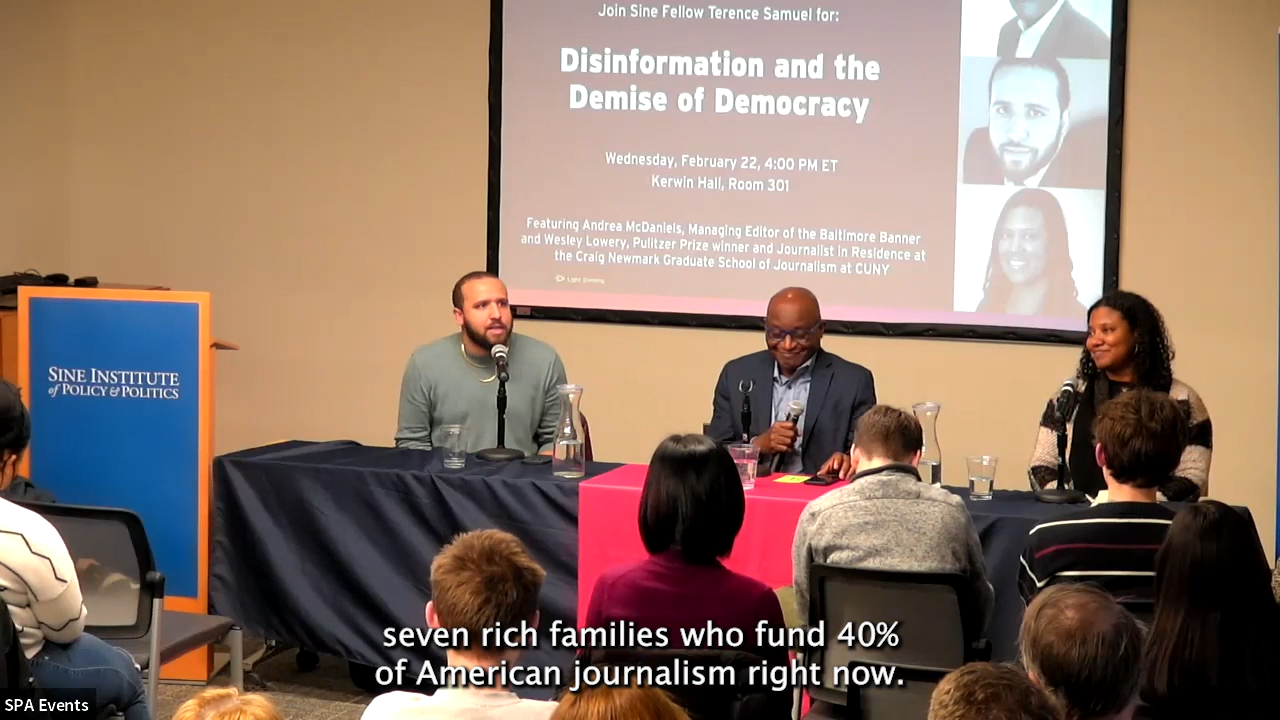 Join Sine Fellow Terence Samuel for:
Disinformation and the
Demise of Democracy
Wednesday, February 22, 4:00 PM ET
Kerwin Hall, Room 301
Featuring Andrea McDaniels, Managing Editor of the Baltimore Banner
and Wesley Lowery, Pulitzer Prize winner and Journalist in Residence at
the Craig Newmark Graduate School of Journalism at CUNY
SINE INSTITUTE
of POLICY & POLITICS
seven rich families who fund 40%
of American journalism right now.
SPA Events